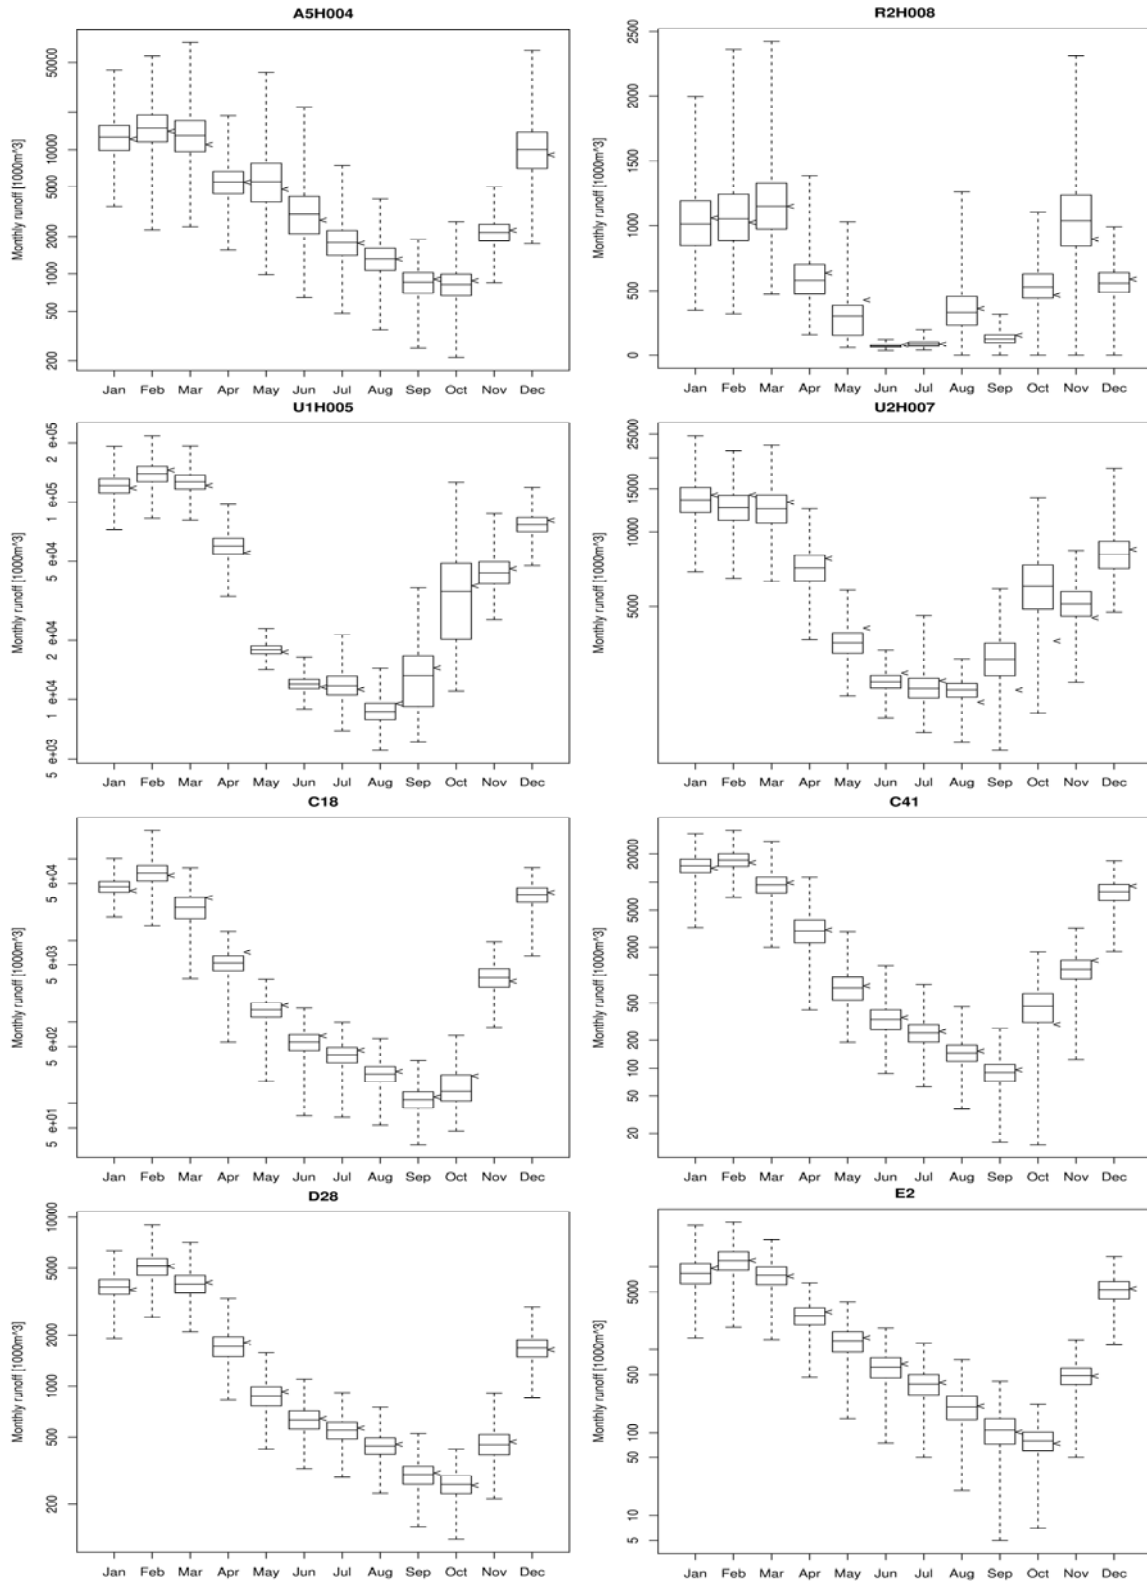 A5H004
Monthly runoff [1000m^3]
50000
10000
5000
2000
1000
500
200
Jan Feb Mar Apr May Jun Jul Aug Sep Oct Nov Dec
R2H008
Monthly runoff [1000m^3]
2500
2000
1500
1000
500
0
Jan Feb Mar Apr May Jun Jul Aug Sep Oct Nov Dec
U1H005
Monthly runoff [1000m^3]
2 e+05
1 e+05
5 e+04
2 e+04
1 e+04
5 e+03
Jan Feb Mar Apr May Jun Jul Aug Sep Oct Nov Dec
U2H007
Monthly runoff [1000m^3]
25000
15000
10000
5000
Jan Feb Mar Apr May Jun Jul Aug Sep Oct Nov Dec
C18
Monthly runoff [1000m^3]
5 e+04
5 e+03
5 e+02
5 e+01
Jan Feb Mar Apr May Jun Jul Aug Sep Oct Nov Dec
C41
Monthly runoff [1000m^3]
20000
5000
2000
500
200
100
50
20
Jan Feb Mar Apr May Jun Jul Aug Sep Oct Nov Dec
D28
Monthly runoff [1000m^3]
10000
5000
2000
1000
500
200
Jan Feb Mar Apr May Jun Jul Aug Sep Oct Nov Dec
E2
Monthly runoff [1000m^3]
5000
500
100
50
10
5
Jan Feb Mar Apr May Jun Jul Aug Sep Oct Nov Dec